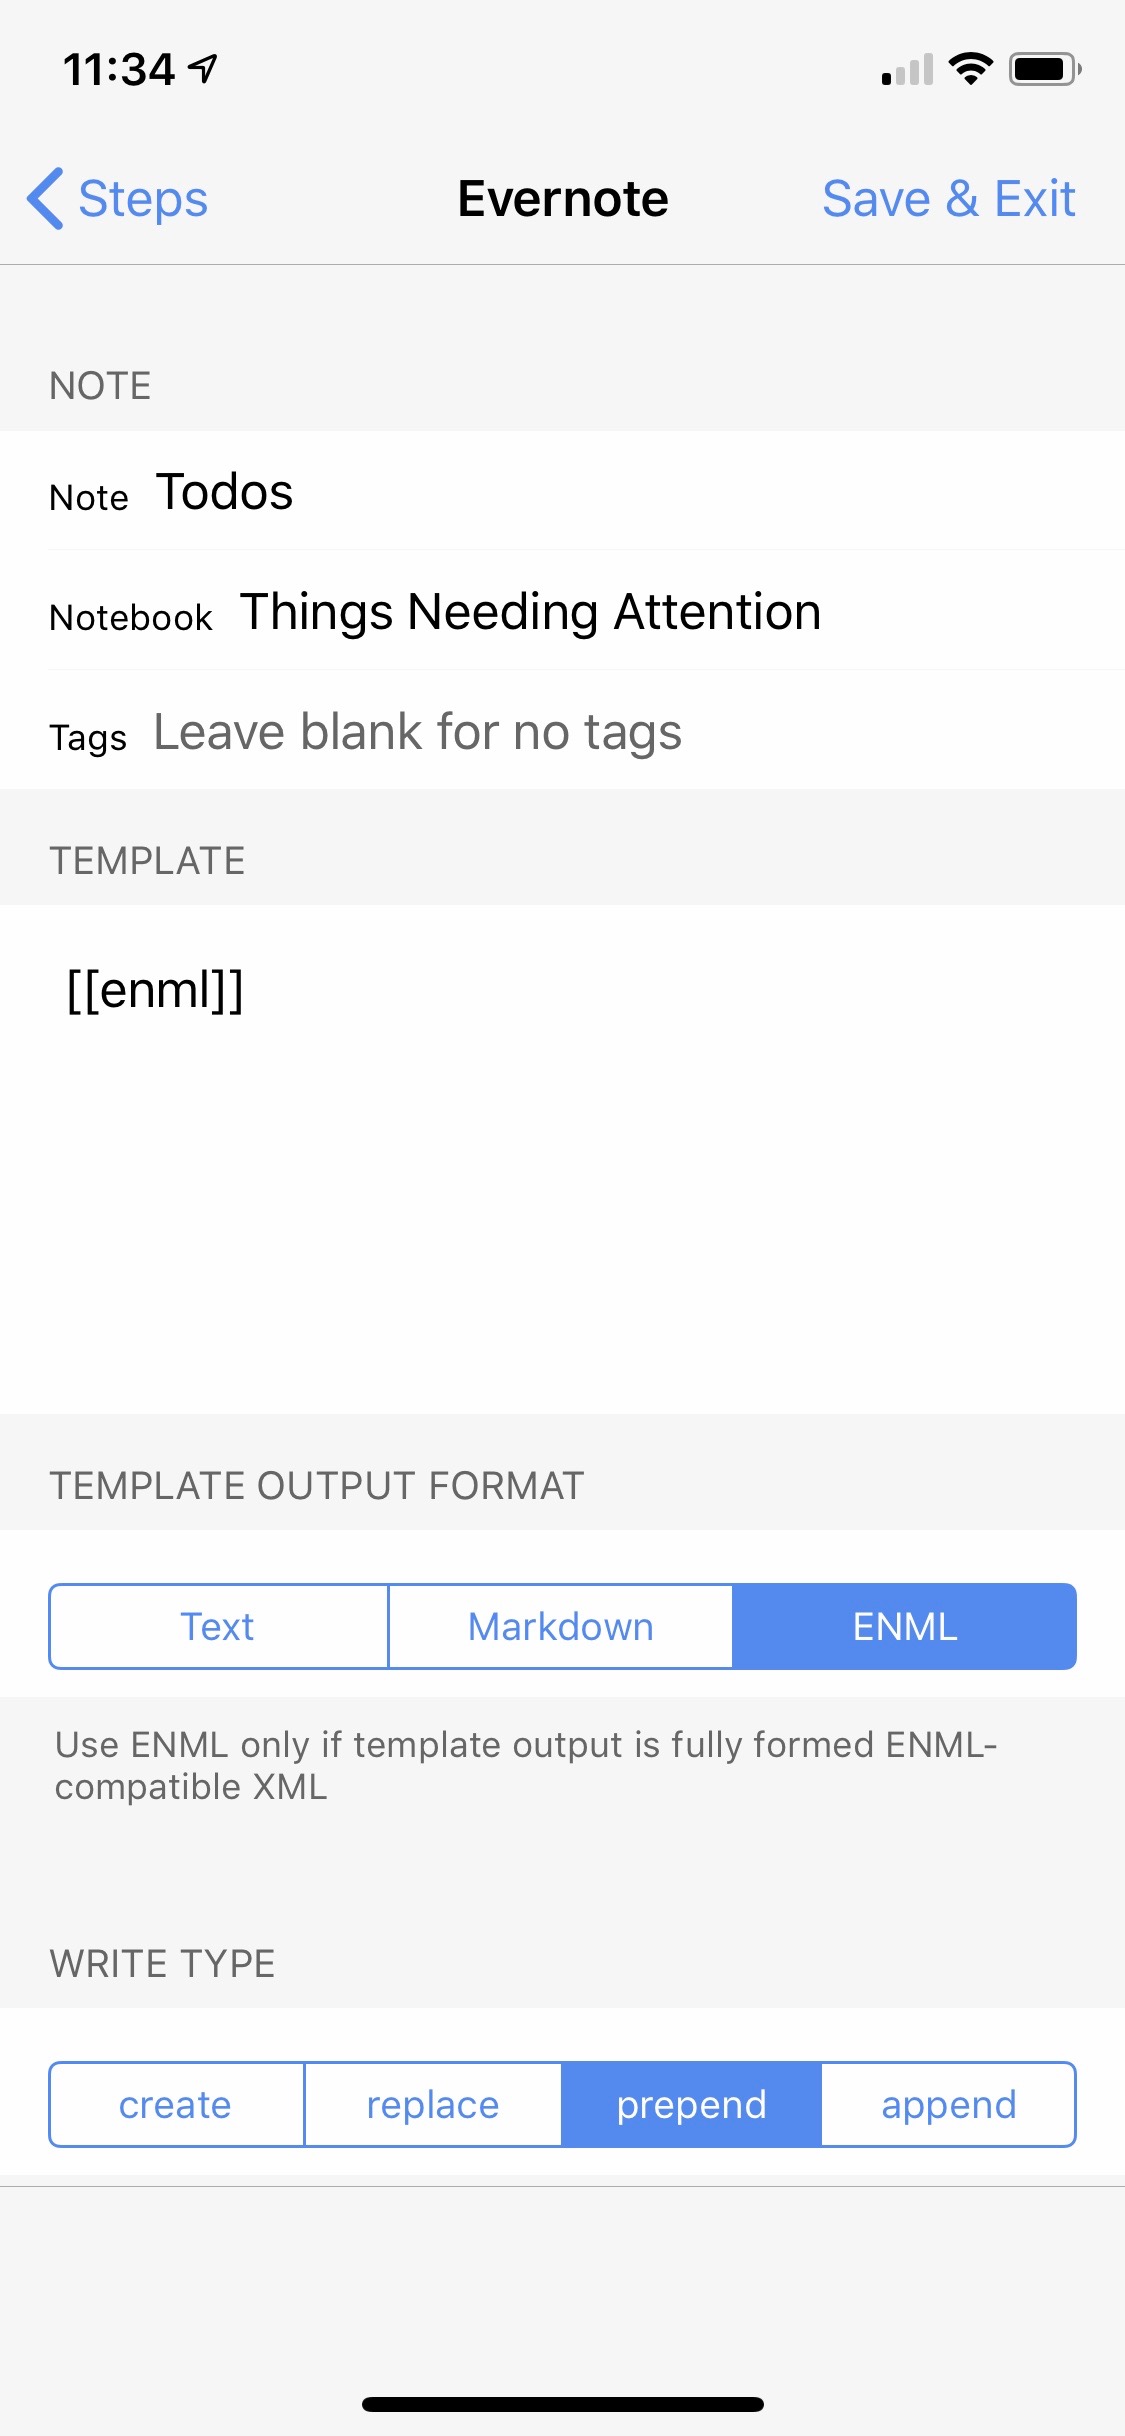 11:34
Steps Evernote Save & Exit
NOTE
Note Todos
Notebook Things Needing Attention
Tags Leave blank for no tags
TEMPLATE
[[enml]]
TEMPLATE OUTPUT FORMAT
Text Markdown ENML
Use ENML only if template output is fully formed ENML-
compatible XML
WRITE TYPE
create replace prepend append